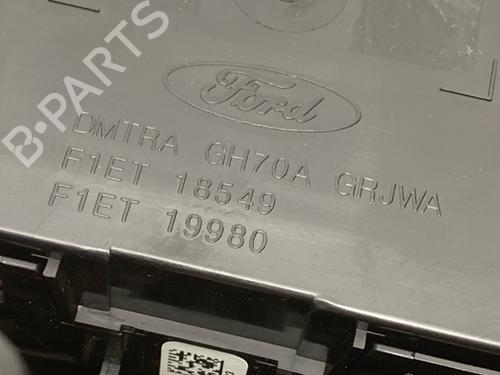 B-PARTS
Ford
DMTRA GH70A GRJWA
F1ET 18549
F1ET 19980